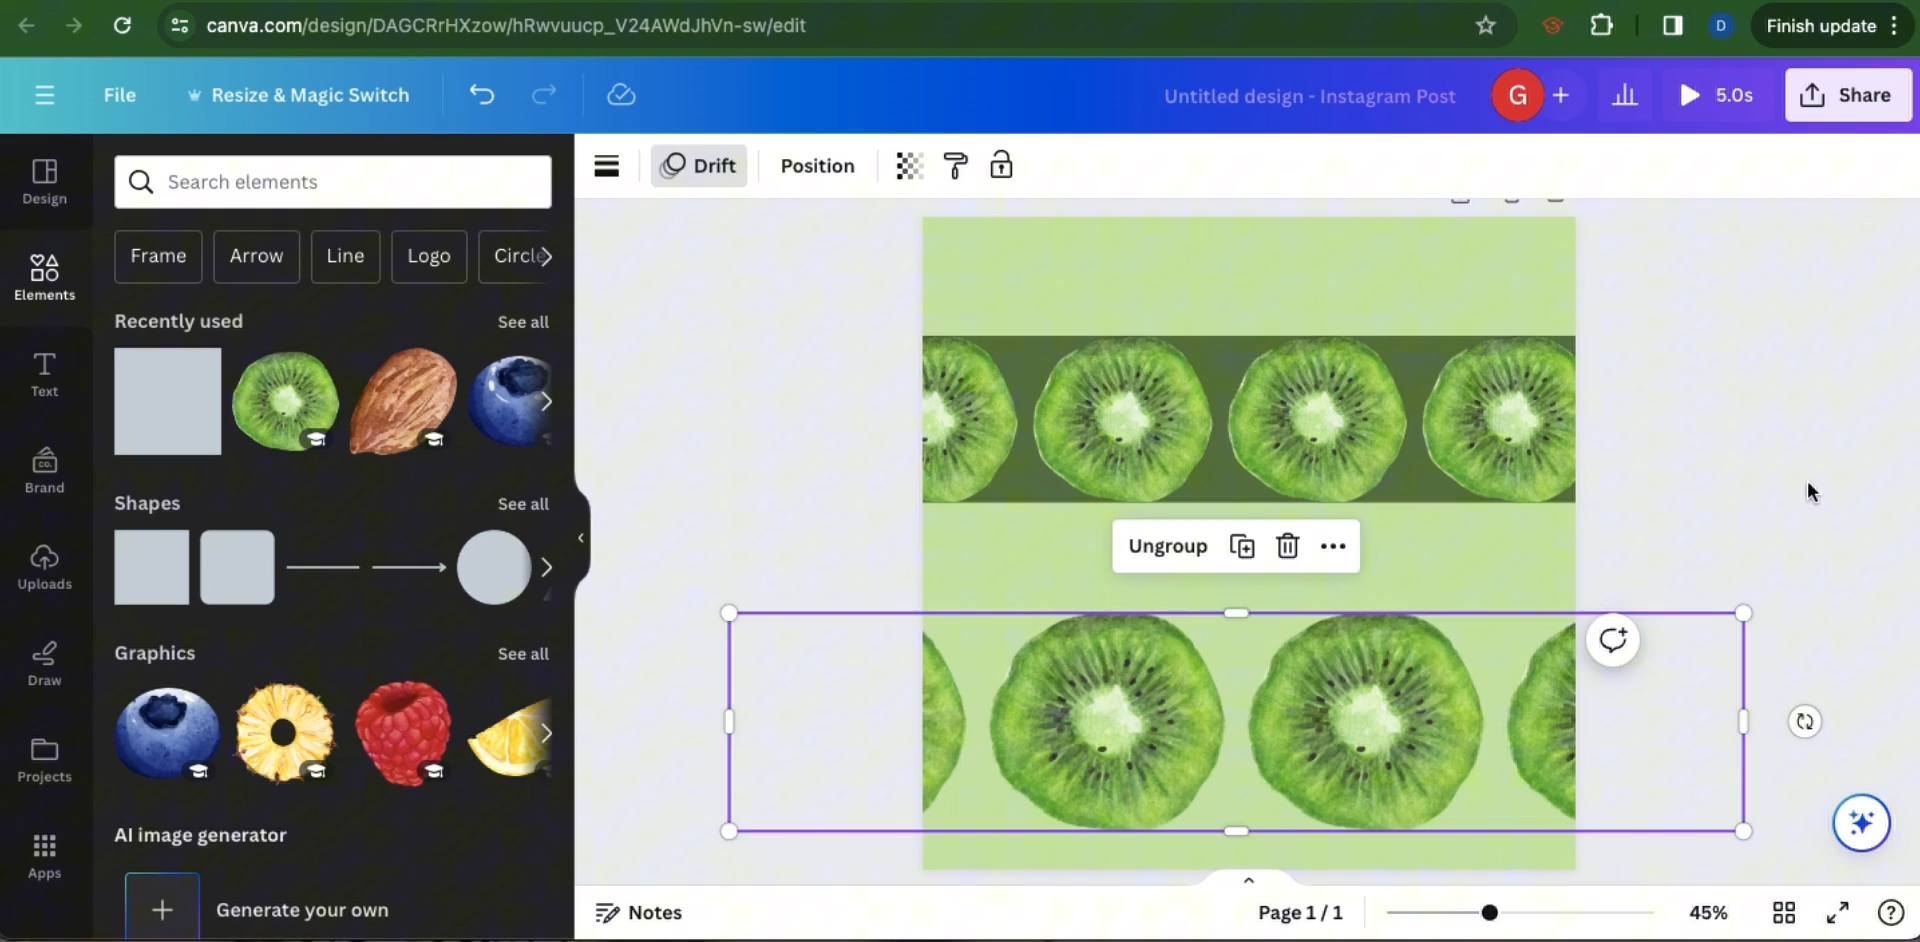 canva.com/design/DAGCRrHXzow/hRwvuucp_V24AWdJhVn-sw/edit
D
Finish update
File
Resize & Magic Switch
Untitled design - Instagram Post
G
5.0s
Share
Design
Elements
Text
Brand
CO.
Uploads
Draw
Projects
Apps
Search elements
Frame
Arrow
Line
Logo
Circle
Recently used
See all
Shapes
See all
Graphics
See all
AI image generator
Generate your own
Drift
Position
Ungroup
Notes
Page 1 / 1
45%